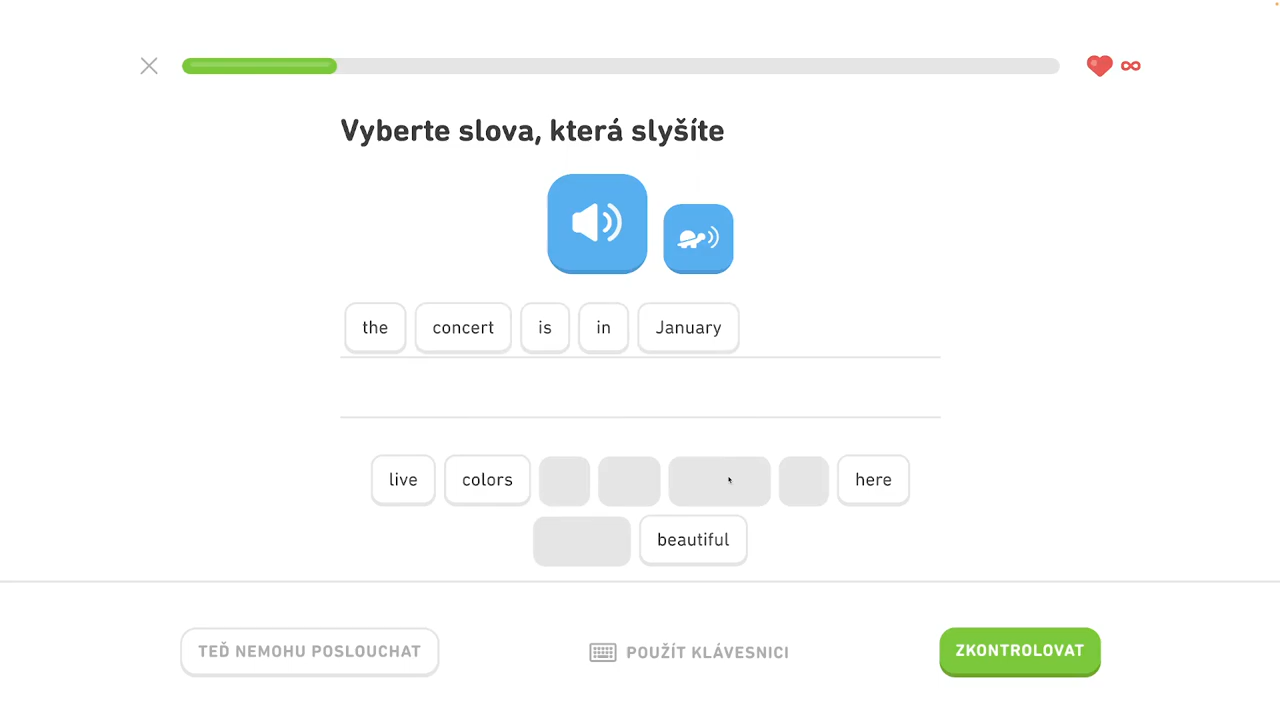 Vyberte slova, která slyšíte
the concert is in January
live colors here
beautiful
TEĎ NEMOHU POSLOUCHAT POUŽÍT KLÁVESNICI ZKONTROLOVAT